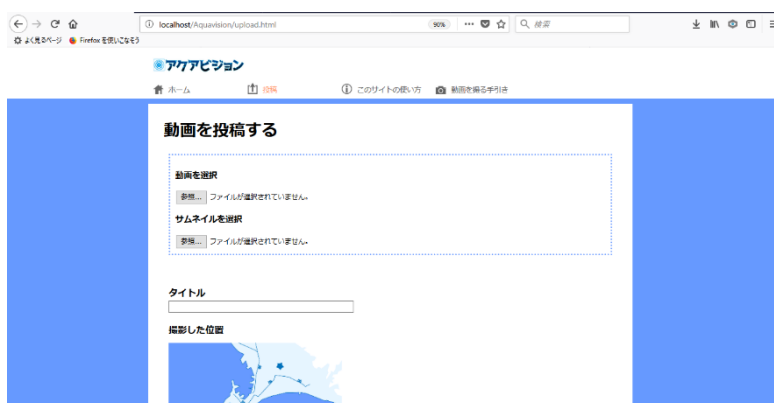 localhost/Aquavision/upload.html
90%
検索
よく見るページ Firefox を使いこなそう
アクアビジョン
ホーム 投稿 このサイトの使い方 動画を撮る手引き
動画を投稿する
動画を選択
参照... ファイルが選択されていません。
サムネイルを選択
参照... ファイルが選択されていません。
タイトル
撮影した位置